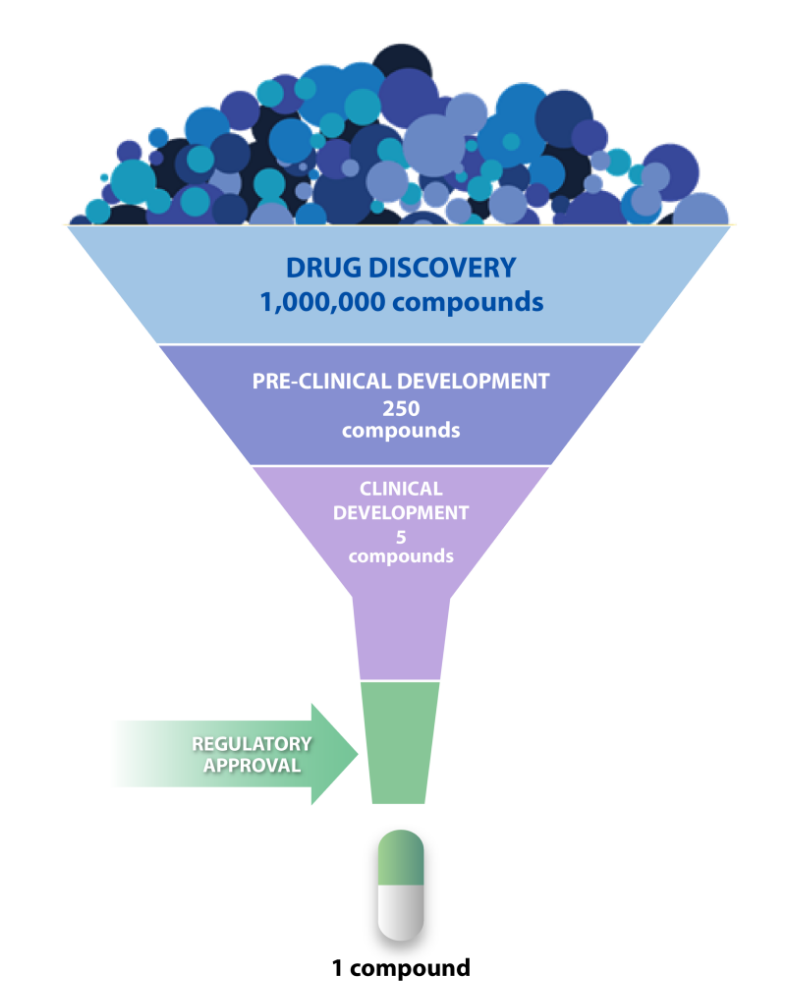 DRUG DISCOVERY
1,000,000 compounds
PRE-CLINICAL DEVELOPMENT
250
compounds
CLINICAL
DEVELOPMENT
5
compounds
REGULATORY
APPROVAL
1 compound